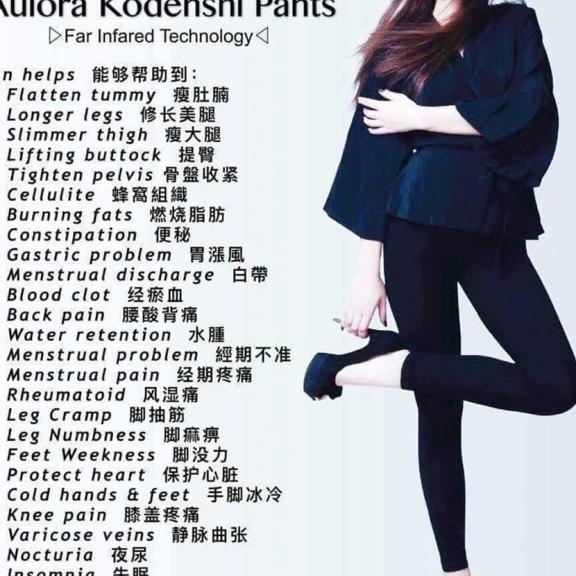 Aulora Kodenshi Pants
▷Far Infared Technology◁
n helps 能够帮助到：
Flatten tummy 瘦肚腩
Longer legs 修长美腿
Slimmer thigh 瘦大腿
Lifting buttock 提臀
Tighten pelvis 骨盤收紧
Cellulite 蜂窩組織
Burning fats 燃烧脂肪
Constipation 便秘
Gastric problem 胃漲風
Menstrual discharge 白帶
Blood clot 经瘀血
Back pain 腰酸背痛
Water retention 水腫
Menstrual problem 經期不准
Menstrual pain 经期疼痛
Rheumatoid 风湿痛
Leg Cramp 脚抽筋
Leg Numbness 脚痲痹
Feet Weekness 脚没力
Protect heart 保护心脏
Cold hands & feet 手脚冰冷
Knee pain 膝盖疼痛
Varicose veins 静脉曲张
Nocturia 夜尿
Insomnia 失眠